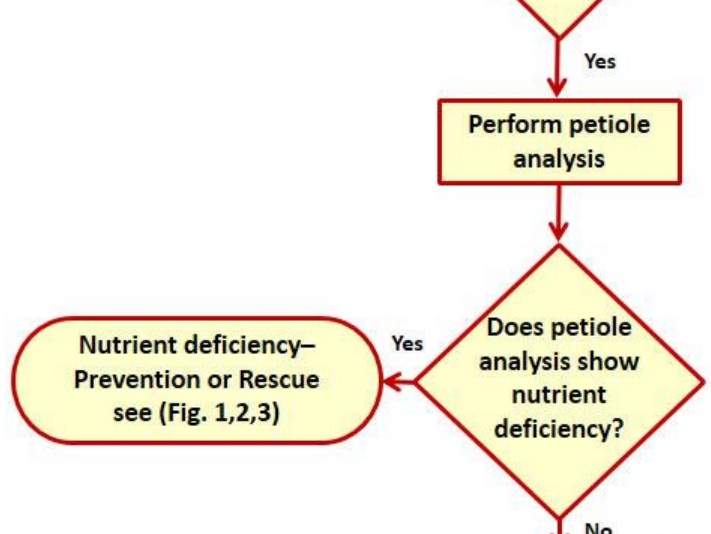 Yes
Perform petiole
analysis
Does petiole
analysis show
nutrient
deficiency?
Yes
Nutrient deficiency–
Prevention or Rescue
see (Fig. 1,2,3)
No